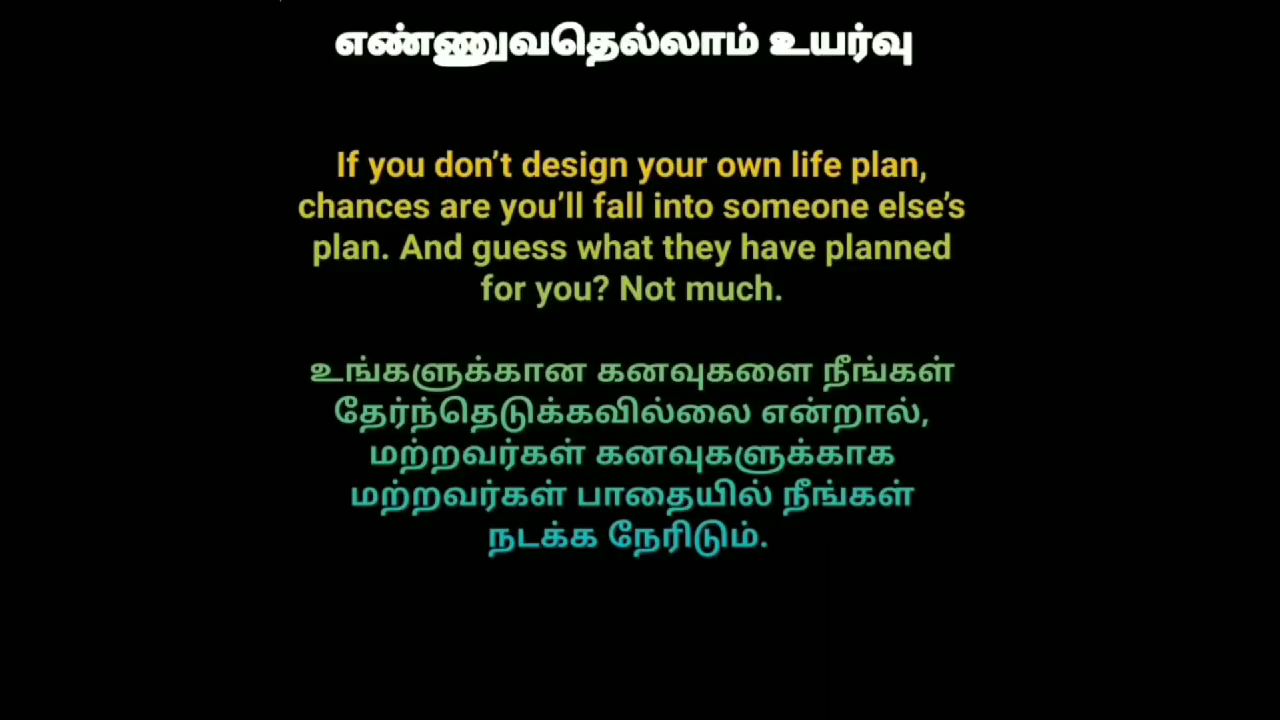 எண்ணுவதெல்லாம் உயர்வு
If you don’t design your own life plan,
chances are you’ll fall into someone else’s
plan. And guess what they have planned
for you? Not much.
உங்களுக்கான கனவுகளை நீங்கள்
தேர்ந்தெடுக்கவில்லை என்றால்,
மற்றவர்கள் கனவுகளுக்காக
மற்றவர்கள் பாதையில் நீங்கள்
நடக்க நேரிடும்.